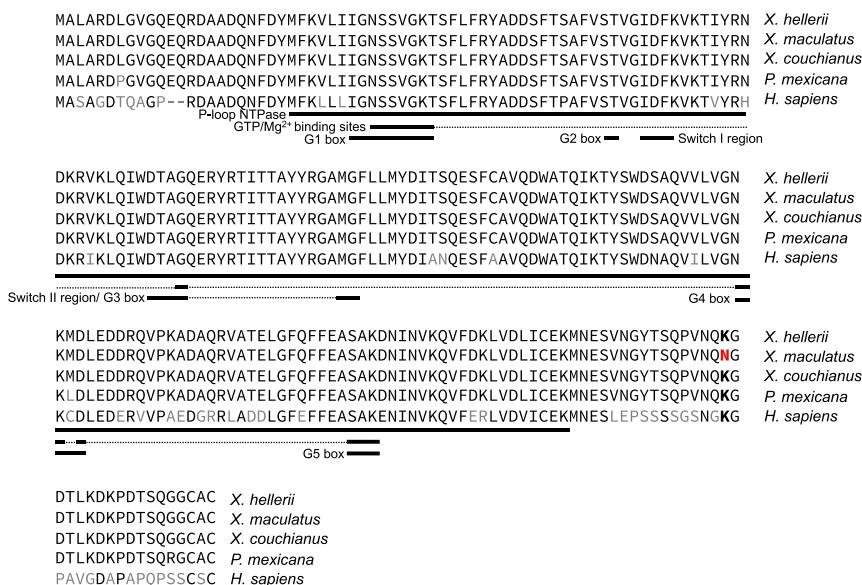 MALARDLGVGQEQRDAADQNFDYMFKVLIIGNSSVGKTSFLFRYADDSFTSAFVSTVGIDFKVKTIYRN X. hellerii
MALARDLGVGQEQRDAADQNFDYMFKVLIIGNSSVGKTSFLFRYADDSFTSAFVSTVGIDFKVKTIYRN X. maculatus
MALARDLGVGQEQRDAADQNFDYMFKVLIIGNSSVGKTSFLFRYADDSFTSAFVSTVGIDFKVKTIYRN X. couchianus
MALARDPGVGQEQRDAADQNFDYMFKVLIIGNSSVGKTSFLFRYADDSFTSAFVSTVGIDFKVKTIYRN P. mexicana
MASAGDTQAGP--RDAADQNFDYMFKLLLIGNSSVGKTSFLFRYADDSFTPAFVSTVGIDFKVKTVYRH H. sapiens
P-loop NTPase
GTP/Mg²⁺ binding sites
G1 box G2 box Switch I region
DKRVKLQIWDTAGQERYRTITTAYYRGAMGFLLMYDITSQESFCAVQDWATQIKTYSWDSAQVVLVGN X. hellerii
DKRVKLQIWDTAGQERYRTITTAYYRGAMGFLLMYDITSQESFCAVQDWATQIKTYSWDSAQVVLVGN X. maculatus
DKRVKLQIWDTAGQERYRTITTAYYRGAMGFLLMYDITSQESFCAVQDWATQIKTYSWDSAQVVLVGN X. couchianus
DKRVKLQIWDTAGQERYRTITTAYYRGAMGFLLMYDITSQESFCAVQDWATQIKTYSWDNAQVVLVGN P. mexicana
DKRIKLQIWDTAGQERYRTITTAYYRGAMGFLLMYDIANQESFAAVQDWATQIKTYSWDNAQVILVGN H. sapiens
Switch II region/ G3 box G4 box
KMDLEDDRQVPKADAQRVATELGFQFFEASAKDNINVKQVFDKLVDLICEKMNESVNGYTSQPVNQKG X. hellerii
KMDLEDDRQVPKADAQRVATELGFQFFEASAKDNINVKQVFDKLVDLICEKMNESVNGYTSQPVNQNG X. maculatus
KMDLEDDRQVPKADAQRVATELGFQFFEASAKDNINVKQVFDKLVDLICEKMNESVNGYTSQPVNQKG X. couchianus
KLDLEDDRQVPKADAQRVATELGFQFFEASAKDNINVKQVFDKLVDLICEKMNESVNGYTSQPVNQKG P. mexicana
KCDLEDERVVPAEDGRRLADDLGFEFFEASAKENINVKQVFERLVDVICEKMNESLEPSSSSGSNGKG H. sapiens
G5 box
DTLKDKPDTSQGGCAC X. hellerii
DTLKDKPDTSQGGCAC X. maculatus
DTLKDKPDTSQGGCAC X. couchianus
DTLKDKPDTSQRGCAC P. mexicana
PAVGDAPAPQPSSCSC H. sapiens